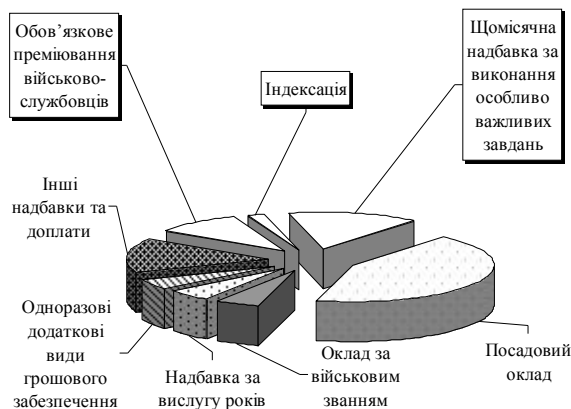 Обов’язкове
преміювання
військово-
службовців
Індексація
Щомісячна
надбавка за
виконання
особливо
важливих
завдань
Інші
надбавки та
доплати
Одноразові
додаткові
види
грошового
забезпечення
Надбавка за
вислугу років
Оклад за
військовим
званням
Посадовий
оклад